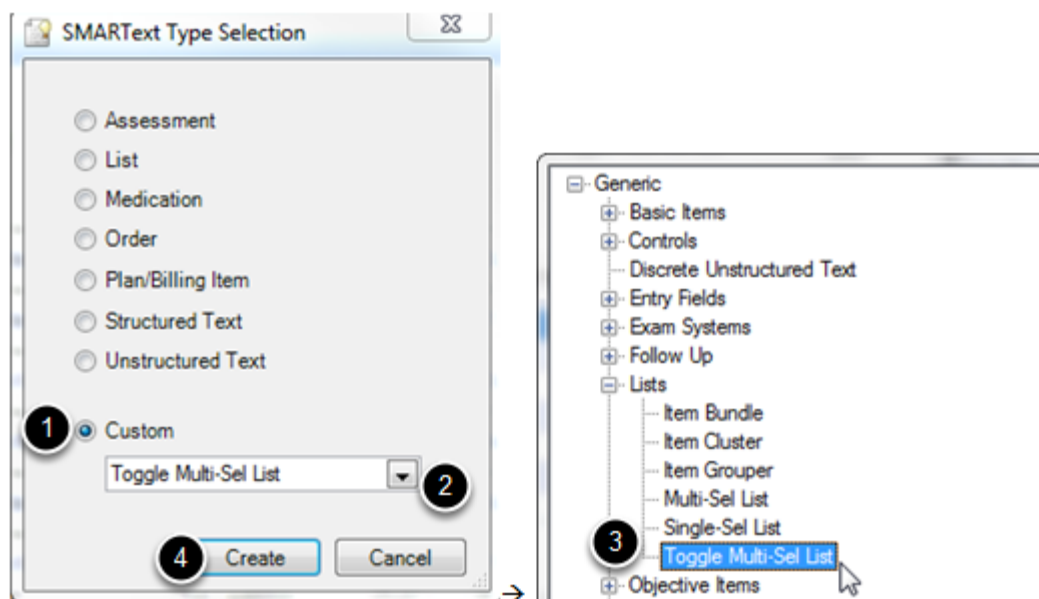 SMARText Type Selection
Assessment
List
Medication
Order
Plan/Billing Item
Structured Text
Unstructured Text
1
Custom
Toggle Multi-Sel List
2
4
Create
Cancel
→
Generic
Basic Items
Controls
Discrete Unstructured Text
Entry Fields
Exam Systems
Follow Up
Lists
Item Bundle
Item Cluster
Item Grouper
Multi-Sel List
Single-Sel List
3
Toggle Multi-Sel List
Objective Items